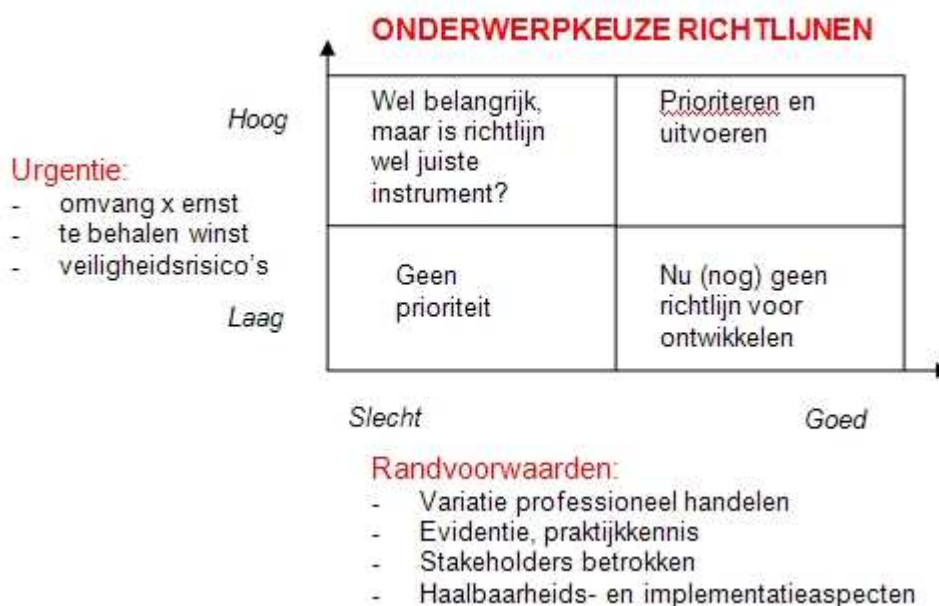 ONDERWERPKEUZE RICHTLIJNEN
Hoog
Wel belangrijk,
maar is richtlijn
wel juiste
instrument?
Prioriteren en
uitvoeren
Urgentie:
- omvang x ernst
- te behalen winst
- veiligheidsrisico's
Laag
Geen
prioriteit
Nu (nog) geen
richtlijn voor
ontwikkelen
Slecht
Goed
Randvoorwaarden:
- Variatie professioneel handelen
- Evidentie, praktijkkennis
- Stakeholders betrokken
- Haalbaarheids- en implementatieaspecten